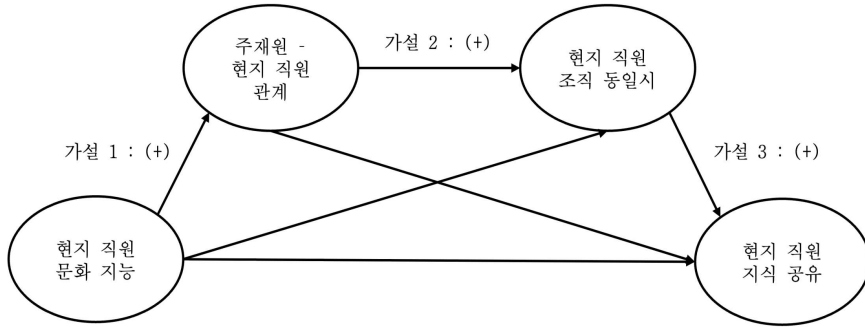 주재원 -
현지 직원
관계
가설 2 : (+)
현지 직원
조직 동일시
가설 1 : (+)
가설 3 : (+)
현지 직원
문화 지능
현지 직원
지식 공유